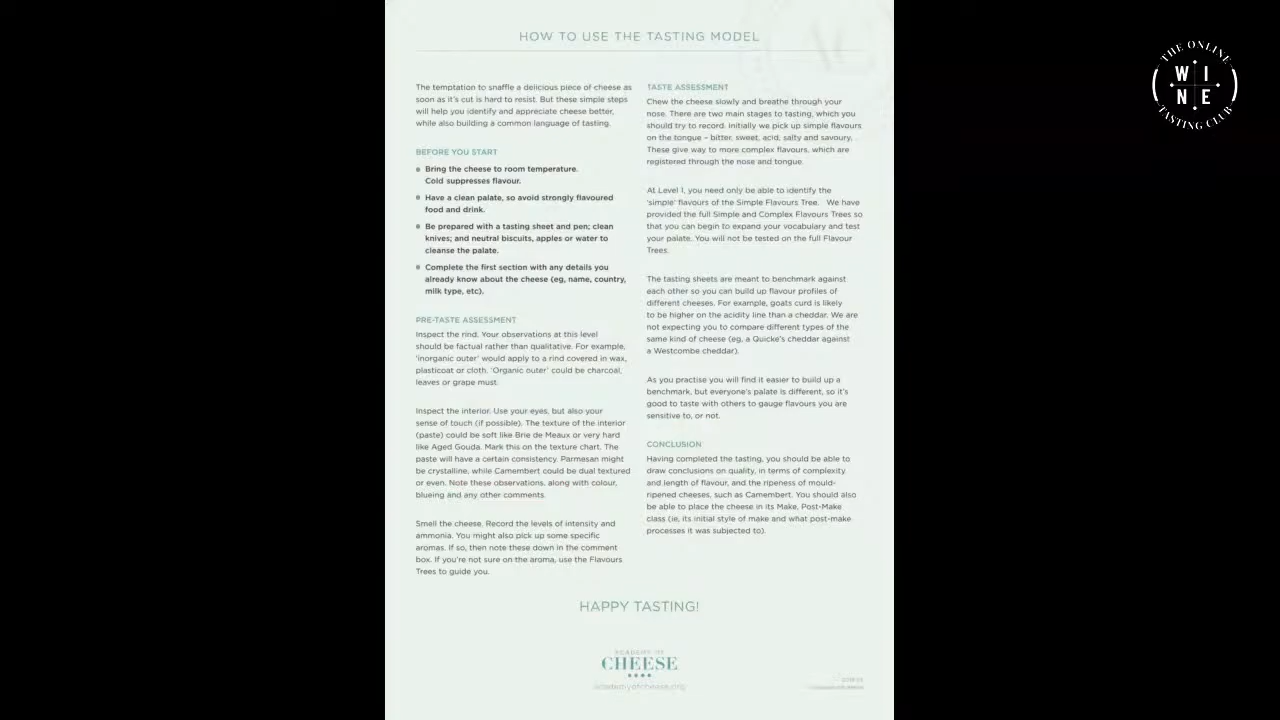 HOW TO USE THE TASTING MODEL
The temptation to snaffle a delicious piece of cheese as
soon as it's cut is hard to resist. But these simple steps
will help you identify and appreciate cheese better,
while also building a common language of tasting.
BEFORE YOU START
Bring the cheese to room temperature.
Cold suppresses flavour.
Have a clean palate, so avoid strongly flavoured
food and drink.
Be prepared with a tasting sheet and pen; clean
knives; and neutral biscuits, apples or water to
cleanse the palate.
Complete the first section with any details you
already know about the cheese (eg, name, country,
milk type, etc).
PRE-TASTE ASSESSMENT
Inspect the rind. Your observations at this level
should be factual rather than qualitative. For example,
'inorganic outer' would apply to a rind covered in wax,
plasticoat or cloth. 'Organic outer' could be charcoal,
leaves or grape must.
Inspect the interior. Use your eyes, but also your
sense of touch (if possible). The texture of the interior
(paste) could be soft like Brie de Meaux or very hard
like Aged Gouda. Mark this on the texture chart. The
paste will have a certain consistency. Parmesan might
be crystalline, while Camembert could be dual textured
or even. Note these observations, along with colour,
blueing and any other comments.
Smell the cheese. Record the levels of intensity and
ammonia. You might also pick up some specific
aromas. If so, then note these down in the comment
box. If you're not sure on the aroma, use the Flavours
Trees to guide you.
TASTE ASSESSMENT
Chew the cheese slowly and breathe through your
nose. There are two main stages to tasting, which you
should try to record. Initially we pick up simple flavours
on the tongue – bitter, sweet, acid, salty and savoury.
These give way to more complex flavours, which are
registered through the nose and tongue.
At Level 1, you need only be able to identify the
'simple' flavours of the Simple Flavours Tree. We have
provided the full Simple and Complex Flavours Trees so
that you can begin to expand your vocabulary and test
your palate. You will not be tested on the full Flavour
Trees.
The tasting sheets are meant to benchmark against
each other so you can build up flavour profiles of
different cheeses. For example, goats curd is likely
to be higher on the acidity line than a cheddar. We are
not expecting you to compare different types of the
same kind of cheese (eg, a Quicke's cheddar against
a Westcombe cheddar).
As you practise you will find it easier to build up a
benchmark, but everyone's palate is different, so it's
good to taste with others to gauge flavours you are
sensitive to, or not.
CONCLUSION
Having completed the tasting, you should be able to
draw conclusions on quality, in terms of complexity
and length of flavour, and the ripeness of mould-
ripened cheeses, such as Camembert. You should also
be able to place the cheese in its Make, Post-Make
class (ie, its initial style of make and what post-make
processes it was subjected to).
HAPPY TASTING!
ACADEMY OF
CHEESE
academyofcheese.org
THE ONLINE
WI
NE
TASTING CLUB